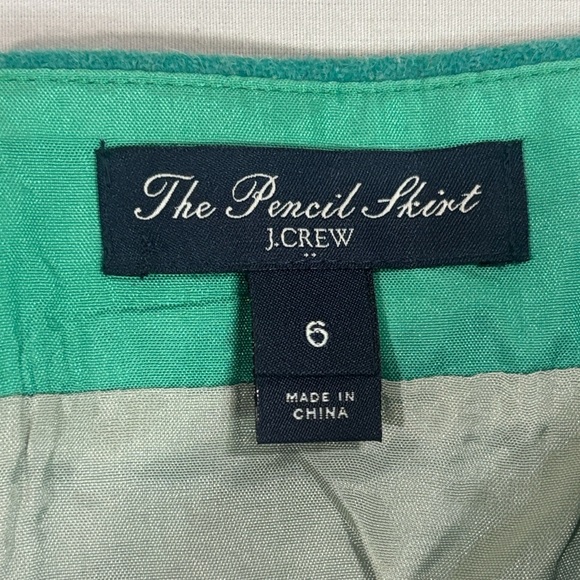 The Pencil Skirt
J.CREW
6
MADE IN
CHINA